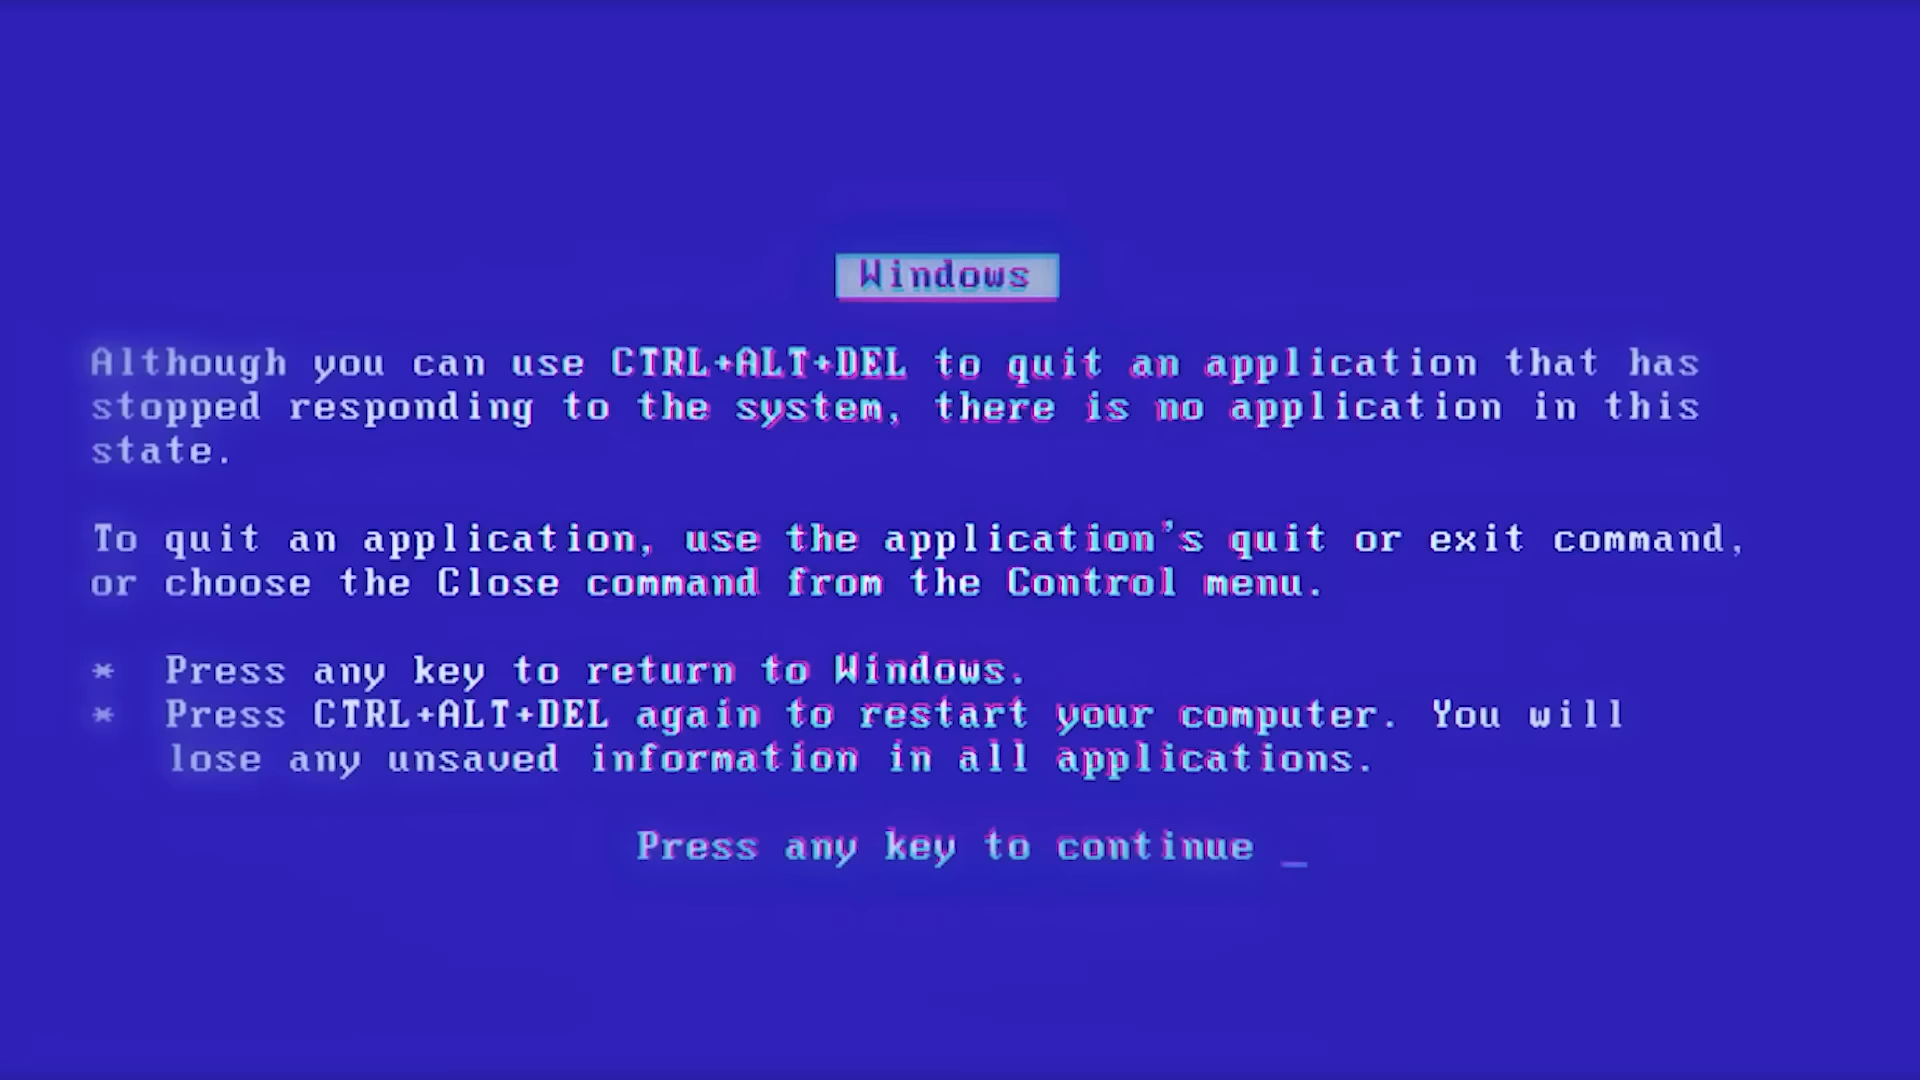 Windows
Although you can use CTRL+ALT+DEL to quit an application that has
stopped responding to the system, there is no application in this
state.
To quit an application, use the application's quit or exit command,
or choose the Close command from the Control menu.
* Press any key to return to Windows.
* Press CTRL+ALT+DEL again to restart your computer. You will
lose any unsaved information in all applications.
Press any key to continue _